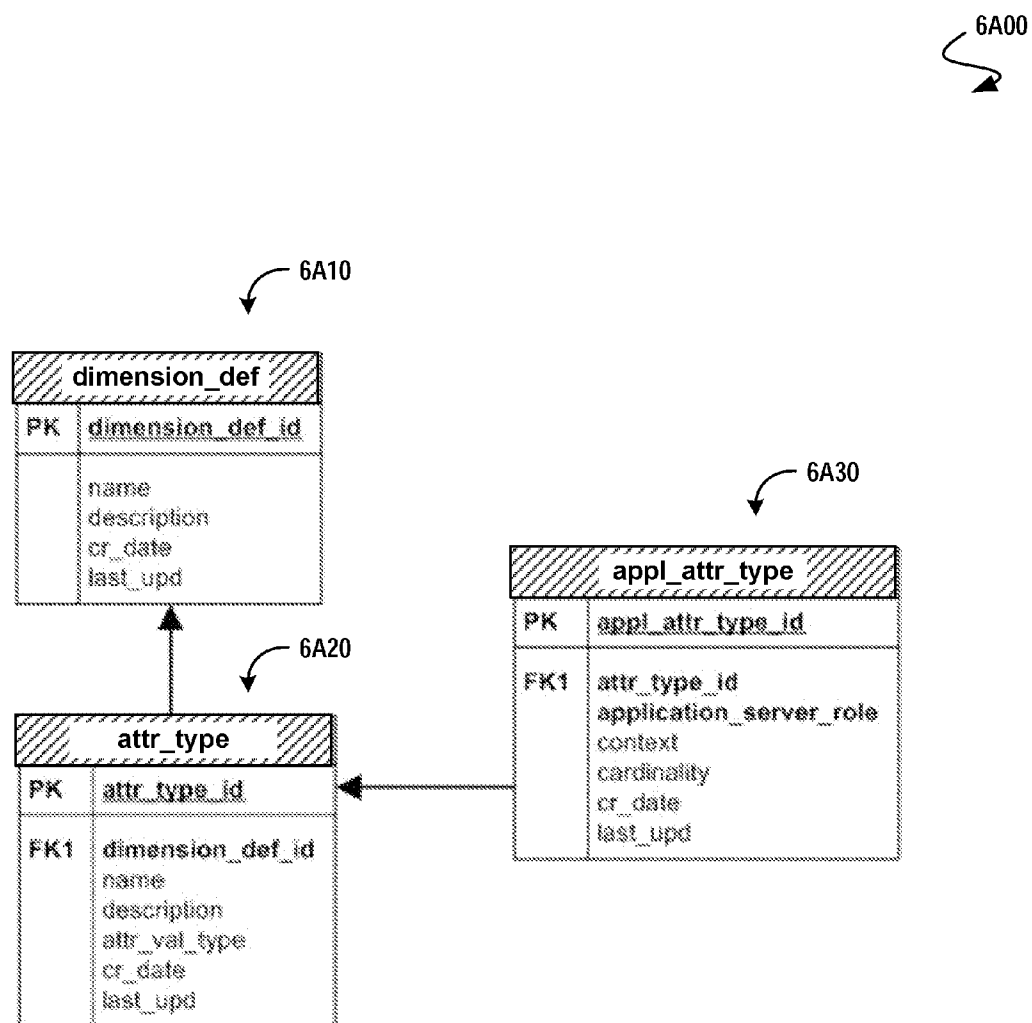 6A00
6A10
dimension_def
PK dimension_def_id
name
description
cr_date
last_upd
6A30
appl_attr_type
PK appl_attr_type_id
FK1 attr_type_id
application_server_role
context
cardinality
cr_date
last_upd
6A20
attr_type
PK attr_type_id
FK1 dimension_def_id
name
description
attr_val_type
cr_date
last_upd